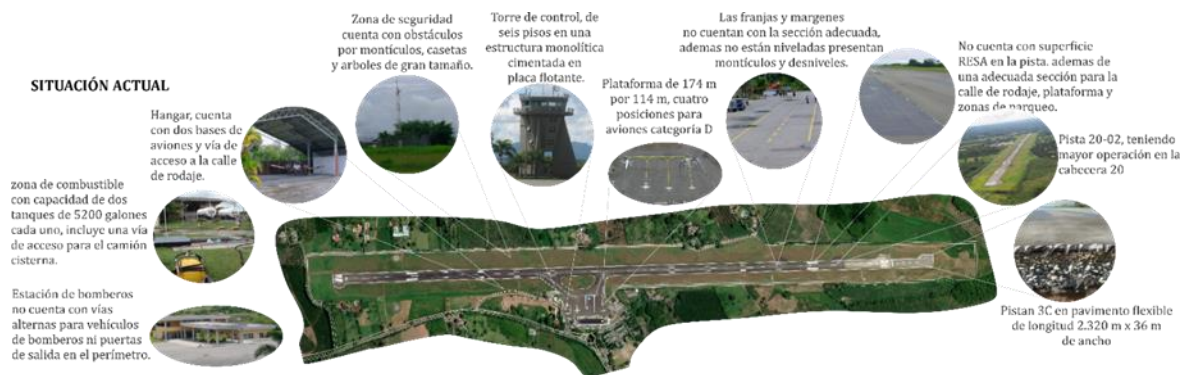 SITUACIÓN ACTUAL
zona de combustible
con capacidad de dos
tanques de 5200 galones
cada uno, incluye una vía
de acceso para el camión
cisterna.
Estación de bomberos
no cuenta con vías
alternas para vehículos
de bomberos ni puertas
de salida en el perímetro.
Hangar, cuenta
con dos bases de
aviones y vía de
acceso a la calle
de rodaje.
Zona de seguridad
cuenta con obstáculos
por montículos, casetas
y arboles de gran tamaño.
Torre de control, de
seis pisos en una
estructura monolítica
cimentada en
placa flotante.
Plataforma de 174 m
por 114 m, cuatro
posiciones para
aviones categoría D
Las franjas y margenes
no cuentan con la sección adecuada,
ademas no están niveladas presentan
montículos y desniveles.
No cuenta con superficie
RESA en la pista. ademas de
una adecuada sección para la
calle de rodaje, plataforma y
zonas de parqueo.
Pista 20-02, teniendo
mayor operación en la
cabecera 20
Pistan 3C en pavimento flexible
de longitud 2.320 m x 36 m
de ancho